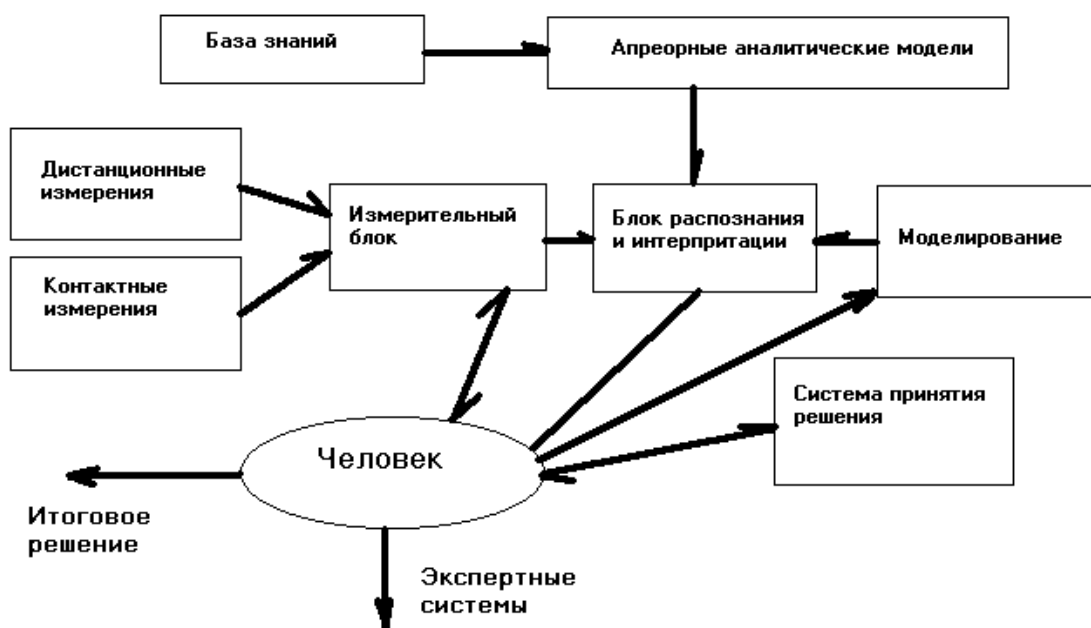 База знаний
Апреорные аналитические модели
Дистанционные
измерения
Измерительный
блок
Блок распознания
и интерпритации
Моделирование
Контактные
измерения
Система принятия
решения
Человек
Итоговое
решение
Экспертные
системы